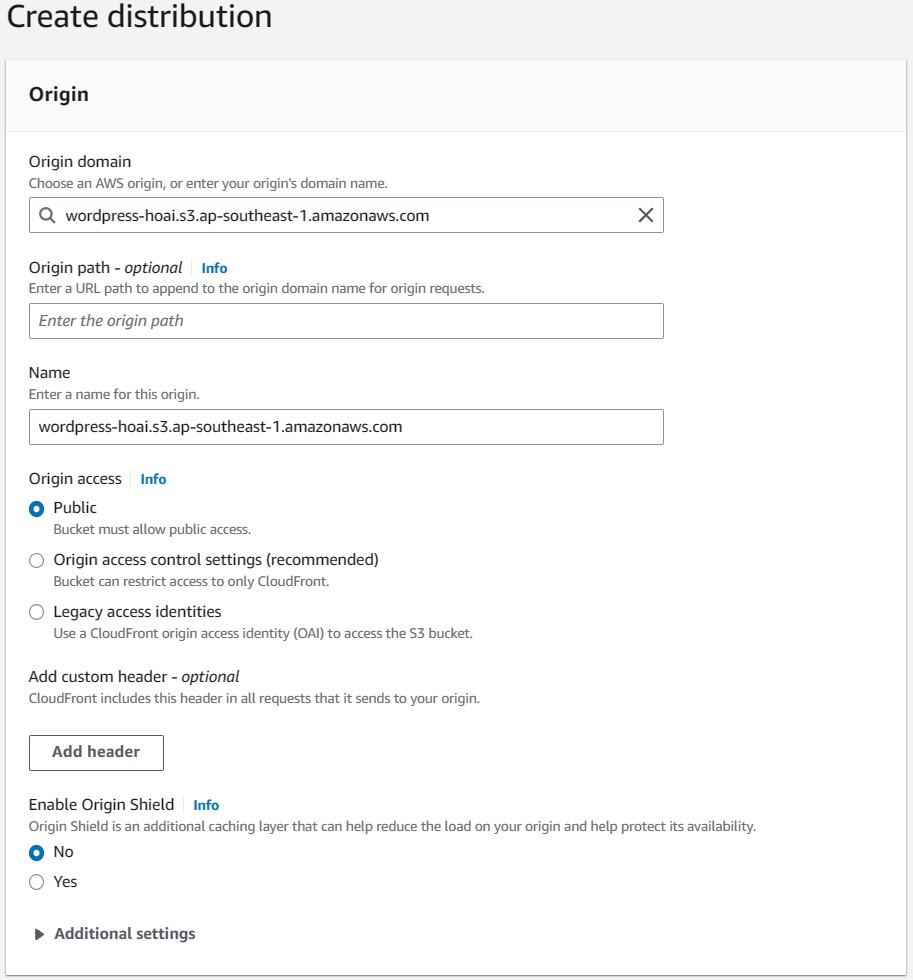 Create distribution
Origin
Origin domain
Choose an AWS origin, or enter your origin's domain name.
wordpress-hoai.s3.ap-southeast-1.amazonaws.com
Origin path - optional Info
Enter a URL path to append to the origin domain name for origin requests.
Enter the origin path
Name
Enter a name for this origin.
wordpress-hoai.s3.ap-southeast-1.amazonaws.com
Origin access Info
Public
Bucket must allow public access.
Origin access control settings (recommended)
Bucket can restrict access to only CloudFront.
Legacy access identities
Use a CloudFront origin access identity (OAI) to access the S3 bucket.
Add custom header - optional
CloudFront includes this header in all requests that it sends to your origin.
Add header
Enable Origin Shield Info
Origin Shield is an additional caching layer that can help reduce the load on your origin and help protect its availability.
No
Yes
Additional settings